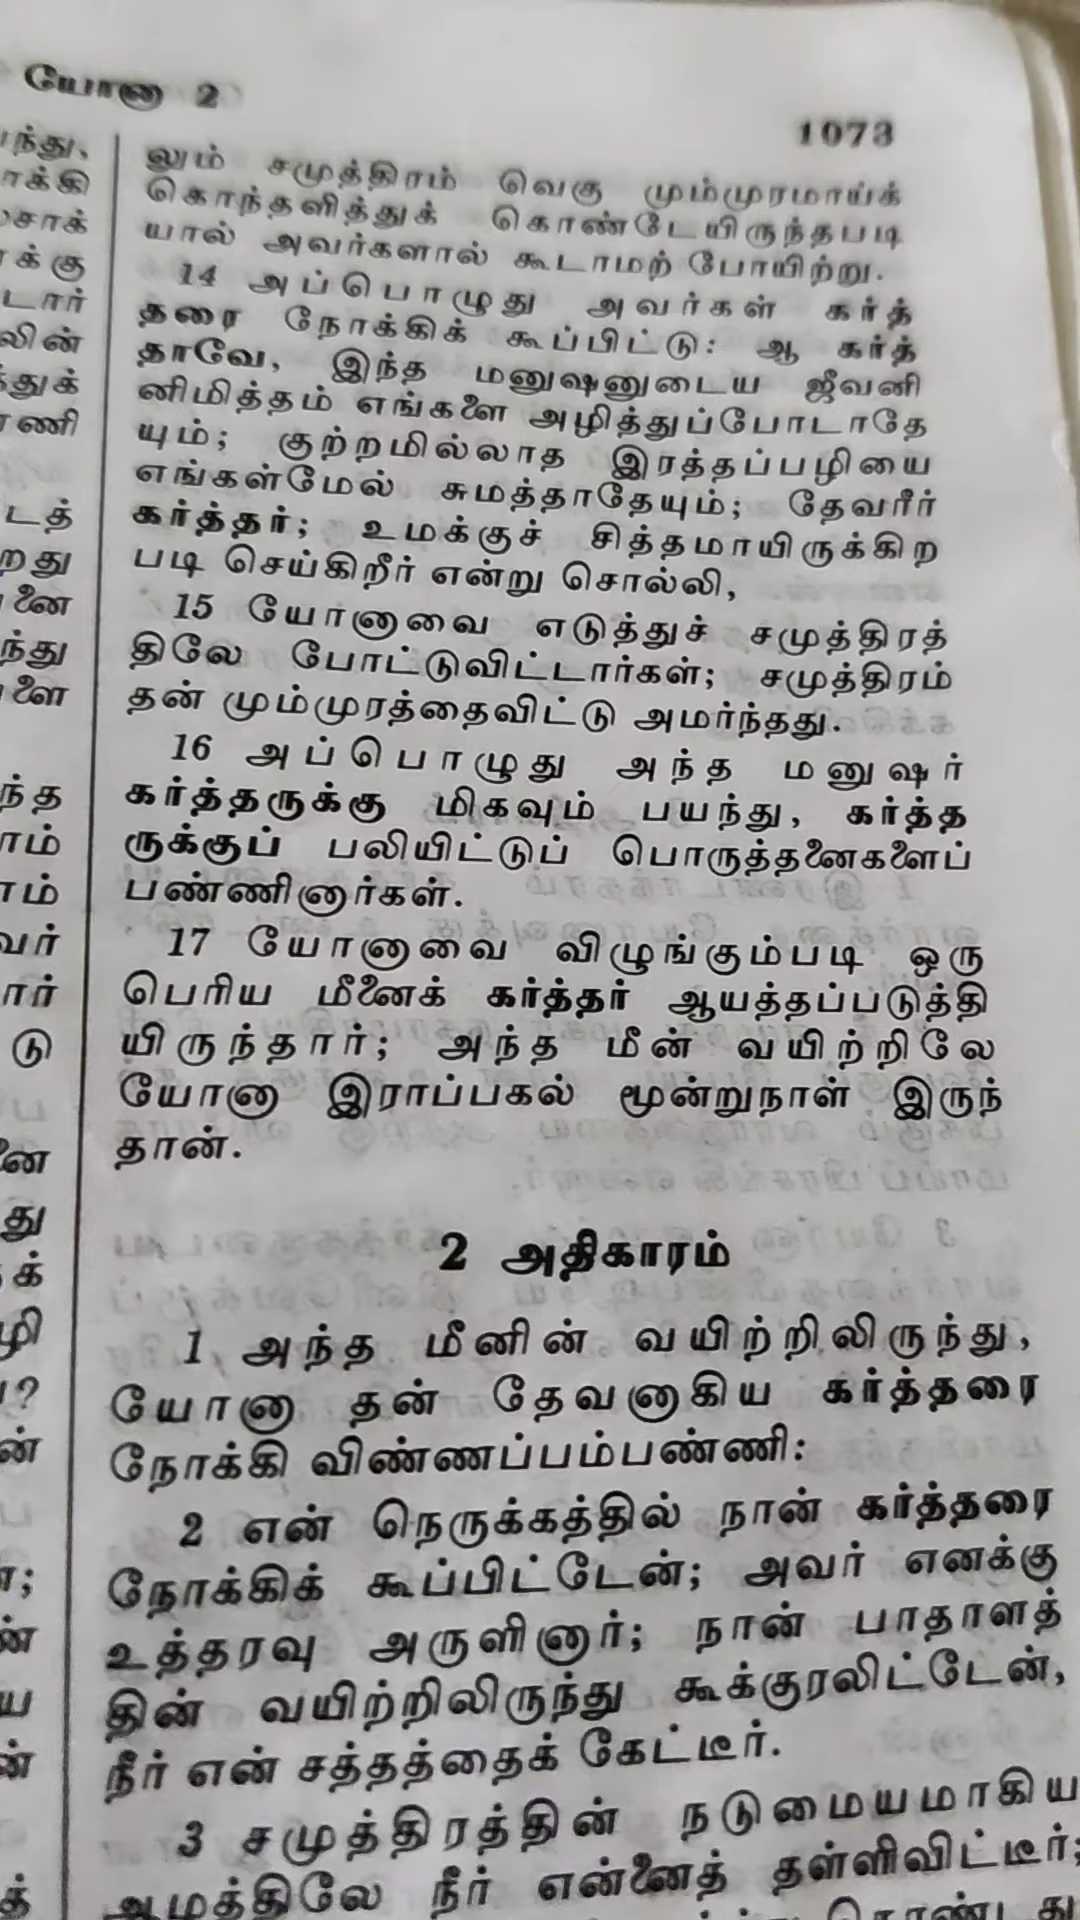 யோனா 2
1073
லும் சமுத்திரம் வெகு மும்முரமாய்க்
கொந்தளித்துக் கொண்டேயிருந்தபடி
யால் அவர்களால் கூடாமற் போயிற்று.
14 அப்பொழுது அவர்கள் கர்த்
தரை நோக்கிக் கூப்பிட்டு: ஆ கர்த்
தாவே, இந்த மனுஷனுடைய ஜீவனி
னிமித்தம் எங்களை அழித்துப்போடாதே
யும்; குற்றமில்லாத இரத்தப்பழியை
எங்கள்மேல் சுமத்தாதேயும்; தேவரீர்
கர்த்தர்; உமக்குச் சித்தமாயிருக்கிற
படி செய்கிறீர் என்று சொல்லி,
15 யோனாவை எடுத்துச் சமுத்திரத்
திலே போட்டுவிட்டார்கள்; சமுத்திரம்
தன் மும்முரத்தைவிட்டு அமர்ந்தது.
16 அப்பொழுது அந்த மனுஷர்
கர்த்தருக்கு மிகவும் பயந்து, கர்த்த
ருக்குப் பலியிட்டுப் பொருத்தனைகளைப்
பண்ணினார்கள்.
17 யோனாவை விழுங்கும்படி ஒரு
பெரிய மீனைக் கர்த்தர் ஆயத்தப்படுத்தி
யிருந்தார்; அந்த மீன் வயிற்றிலே
யோனா இராப்பகல் மூன்றுநாள் இருந்
தான்.
2 அதிகாரம்
1 அந்த மீனின் வயிற்றிலிருந்து,
யோனா தன் தேவனாகிய கர்த்தரை
நோக்கி விண்ணப்பம்பண்ணி:
2 என் நெருக்கத்தில் நான் கர்த்தரை
நோக்கிக் கூப்பிட்டேன்; அவர் எனக்கு
உத்தரவு அருளினார்; நான் பாதாளத்
தின் வயிற்றிலிருந்து கூக்குரலிட்டேன்,
நீர் என் சத்தத்தைக் கேட்டீர்.
3 சமுத்திரத்தின் நடுமையமாகிய
ஆழத்திலே நீர் என்னைத் தள்ளிவிட்டீர்;